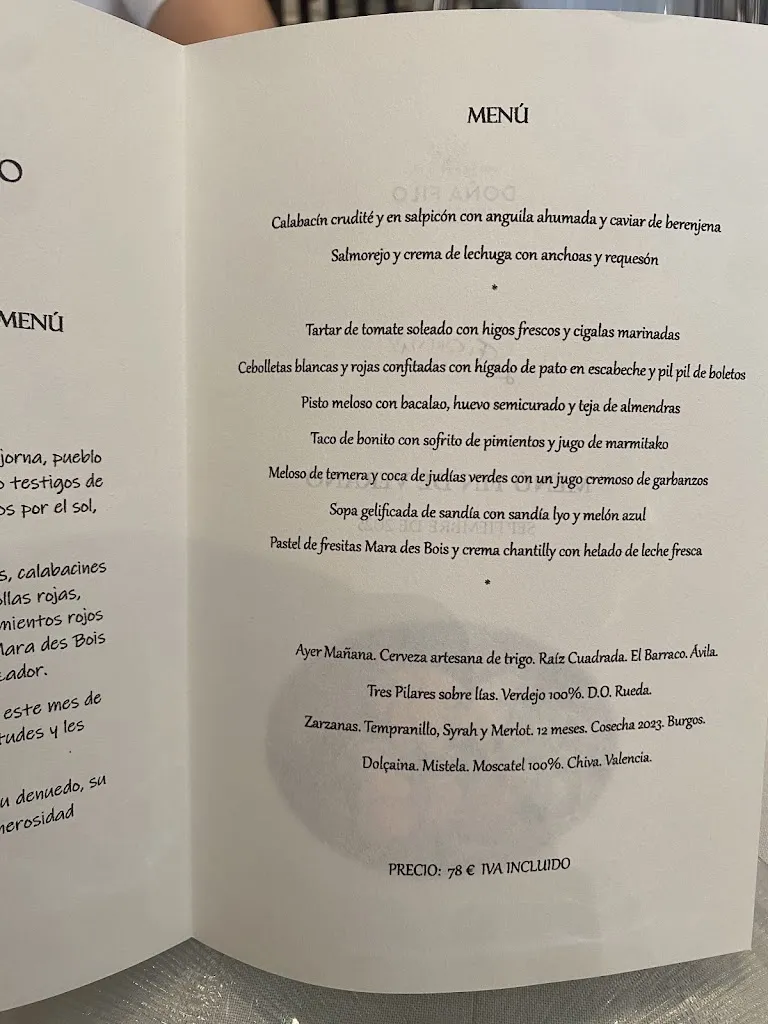 O
MENÚ
jorna, pueblo
o testigos de
os por el sol,
s, calabacines
ollas rojas,
mientos rojos
Mara des Bois
cador.
este mes de
tudes y les
u denuedo, su
nerosidad
MENÚ
DOÑA FILO
Calabacín crudité y en salpicón con anguila ahumada y caviar de berenjena
Salmorejo y crema de lechuga con anchoas y requesón
*
Tartar de tomate soleado con higos frescos y cigalas marinadas
Cebolletas blancas y rojas confitadas con hígado de pato en escabeche y pil pil de boletos
Pisto meloso con bacalao, huevo semicurado y teja de almendras
Taco de bonito con sofrito de pimientos y jugo de marmitako
Meloso de ternera y coca de judías verdes con un jugo cremoso de garbanzos
Sopa gelificada de sandía con sandía lyo y melón azul
Pastel de fresitas Mara des Bois y crema chantilly con helado de leche fresca
*
Ayer Mañana. Cerveza artesana de trigo. Raíz Cuadrada. El Barraco. Ávila.
Tres Pilares sobre lías. Verdejo 100%. D.O. Rueda.
Zarzanas. Tempranillo, Syrah y Merlot. 12 meses. Cosecha 2023. Burgos.
Dolçaina. Mistela. Moscatel 100%. Chiva. Valencia.
PRECIO: 78 € IVA INCLUIDO